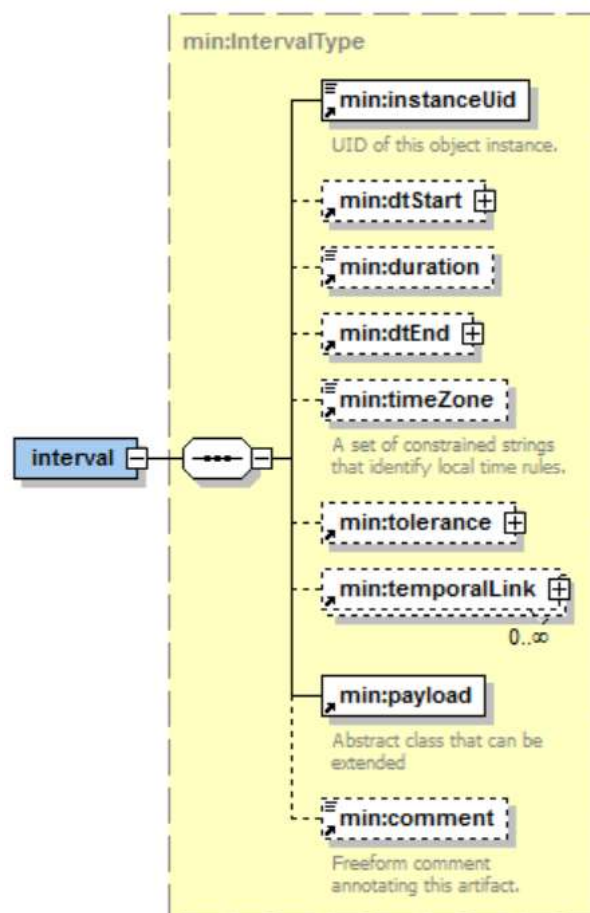 min:IntervalType
min:instanceUid
UID of this object instance.
min:dtStart
min:duration
min:dtEnd
min:timeZone
A set of constrained strings
that identify local time rules.
interval
min:tolerance
min:temporalLink
0..∞
min:payload
Abstract class that can be
extended
min:comment
Freeform comment
annotating this artifact.